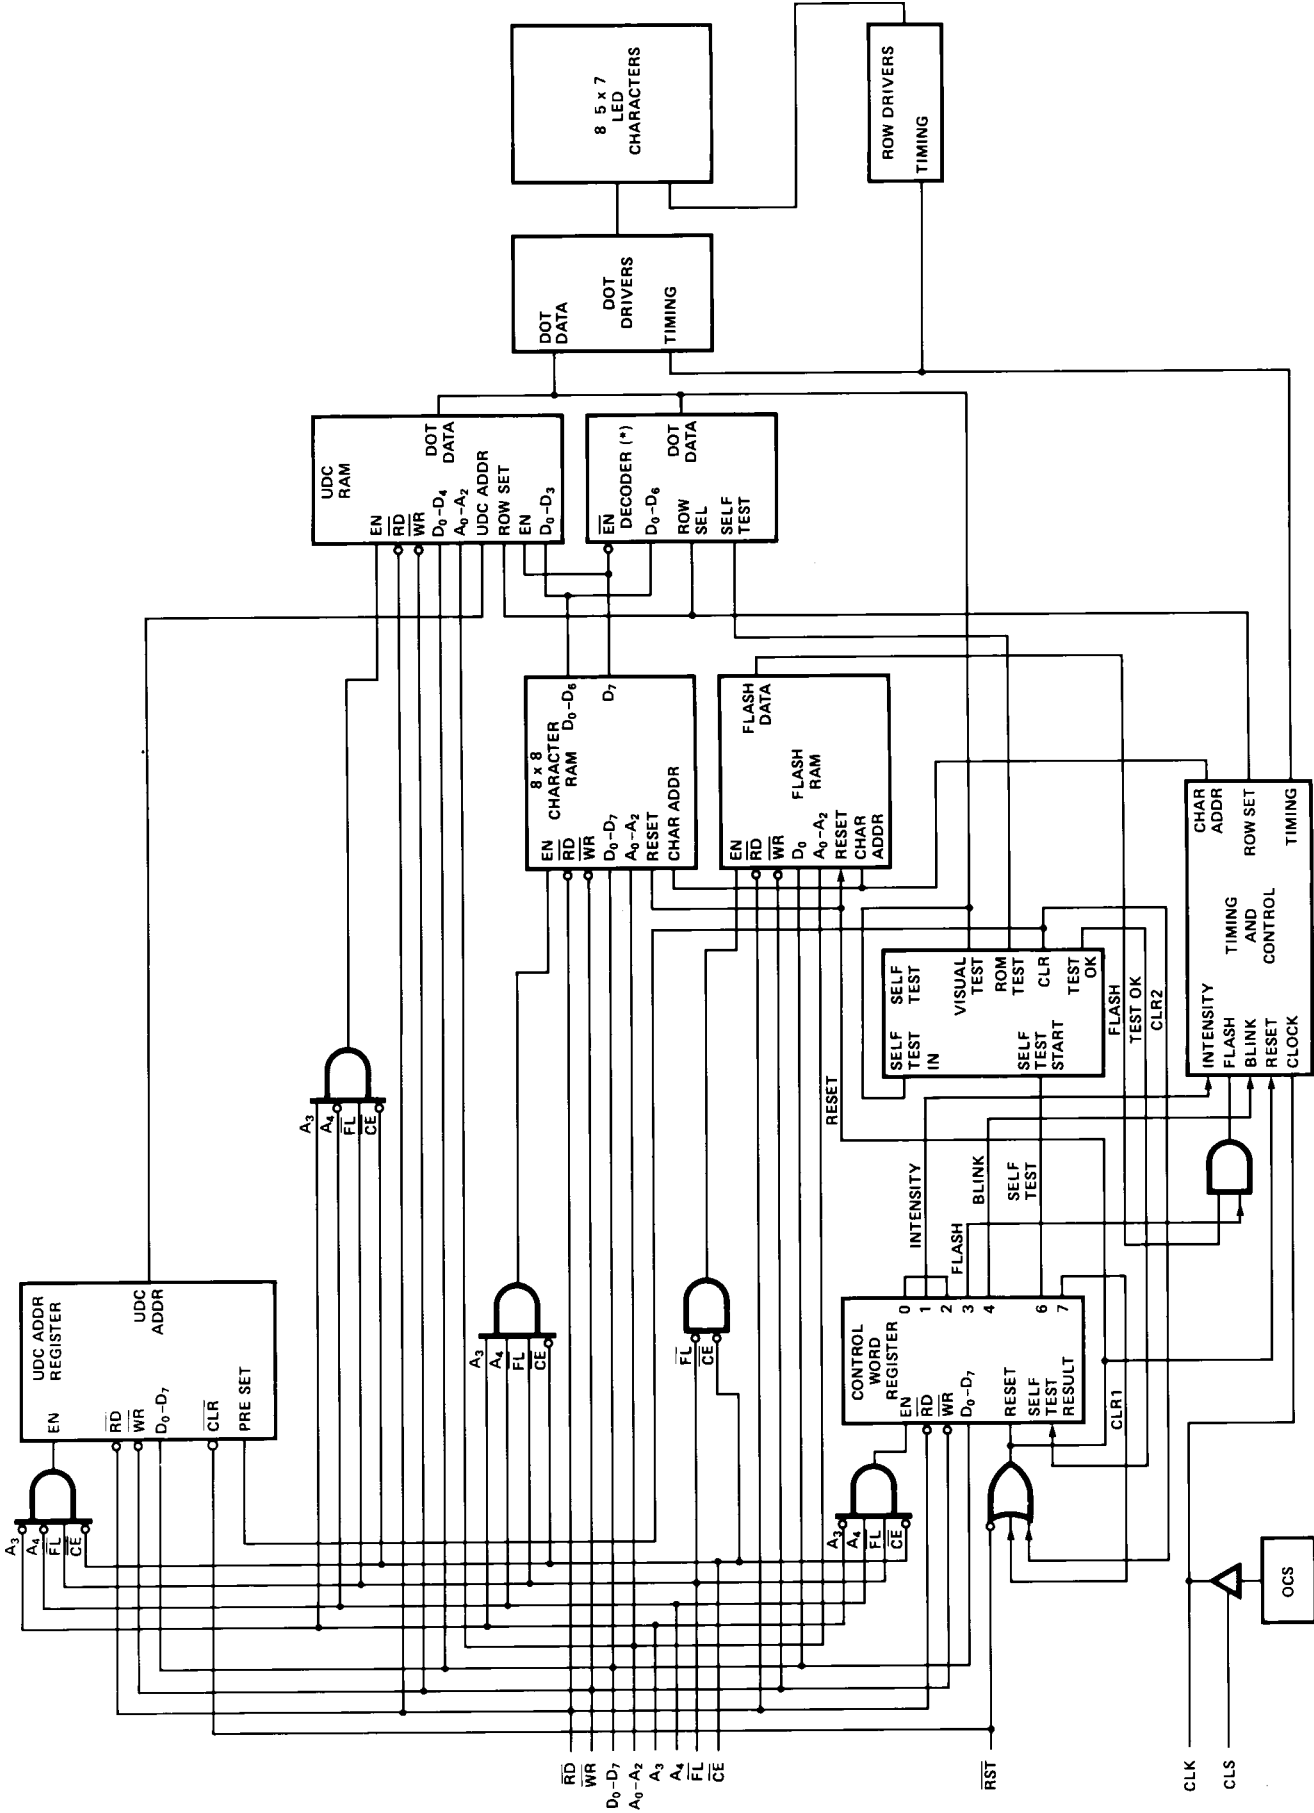 8 5 x 7
LED
CHARACTERS
ROW DRIVERS
TIMING
DOT
DATA
DOT
DRIVERS
TIMING
UDC
RAM
DOT
DATA
EN
RD
WR
D0-D4
A0-A2
UDC ADDR
ROW SET
EN
D0-D3
EN
DECODER (*)
D0-D6
DOT
DATA
ROW
SEL
SELF
TEST
8 x 8
CHARACTER
RAM
D0-D6
D7
EN
RD
WR
D0-D7
A0-A2
RESET
CHAR ADDR
FLASH
DATA
FLASH
RAM
EN
RD
WR
D0
A0-A2
RESET
CHAR
ADDR
SELF
TEST
SELF
TEST
IN
VISUAL
TEST
ROM
TEST
CLR
TEST
OK
SELF
TEST
START
FLASH
TEST OK
CLR2
CHAR
ADDR
ROW SET
TIMING
TIMING
AND
CONTROL
INTENSITY
FLASH
BLINK
RESET
CLOCK
A3
A4
FL
CE
RESET
INTENSITY
FLASH
BLINK
SELF
TEST
UDC ADDR
REGISTER
UDC
ADDR
EN
RD
WR
D0-D7
CLR
PRE SET
A3
A4
FL
CE
A3
A4
FL
CE
FL
CE
CONTROL
WORD
REGISTER
0
1
2
3
4
6
7
EN
RD
WR
D0-D7
RESET
SELF
TEST
RESULT
CLR1
A3
A4
FL
CE
OCS
RD
WR
D0-D7
A0-A2
A3
A4
FL
CE
RST
CLK
CLS